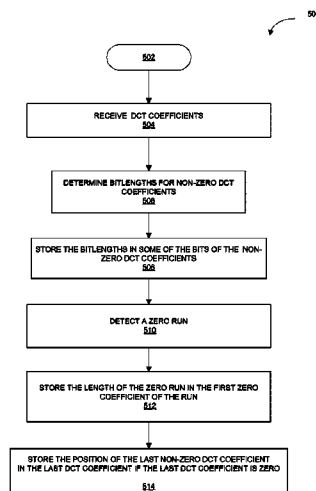 50
502
RECEIVE DCT COEFFICIENTS
504
DETERMINE BITLENGTHS FOR NON-ZERO DCT
COEFFICIENTS
506
STORE THE BITLENGTHS IN SOME OF THE BITS OF THE NON-
ZERO DCT COEFFICIENTS
508
DETECT A ZERO RUN
510
STORE THE LENGTH OF THE ZERO RUN IN THE FIRST ZERO
COEFFICIENT OF THE RUN
512
STORE THE POSITION OF THE LAST NON-ZERO DCT COEFFICIENT
IN THE LAST DCT COEFFICIENT IF THE LAST DCT COEFFICIENT IS ZERO
514